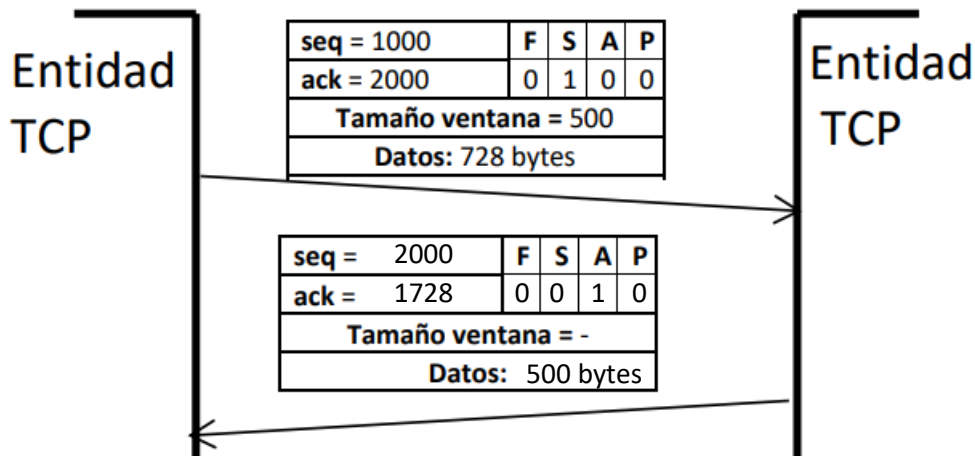 Entidad
TCP
seq = 1000 F S A P
ack = 2000 0 1 0 0
Tamaño ventana = 500
Datos: 728 bytes
Entidad
TCP
seq = 2000 F S A P
ack = 1728 0 0 1 0
Tamaño ventana = -
Datos: 500 bytes